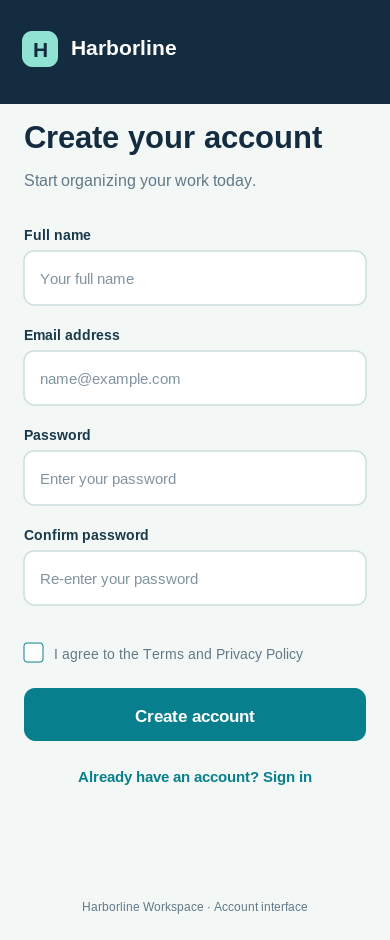 H Harborline
Create your account
Start organizing your work today.
Full name
Your full name
Email address
name@example.com
Password
Enter your password
Confirm password
Re-enter your password
I agree to the Terms and Privacy Policy
Create account
Already have an account? Sign in
Harborline Workspace · Account interface